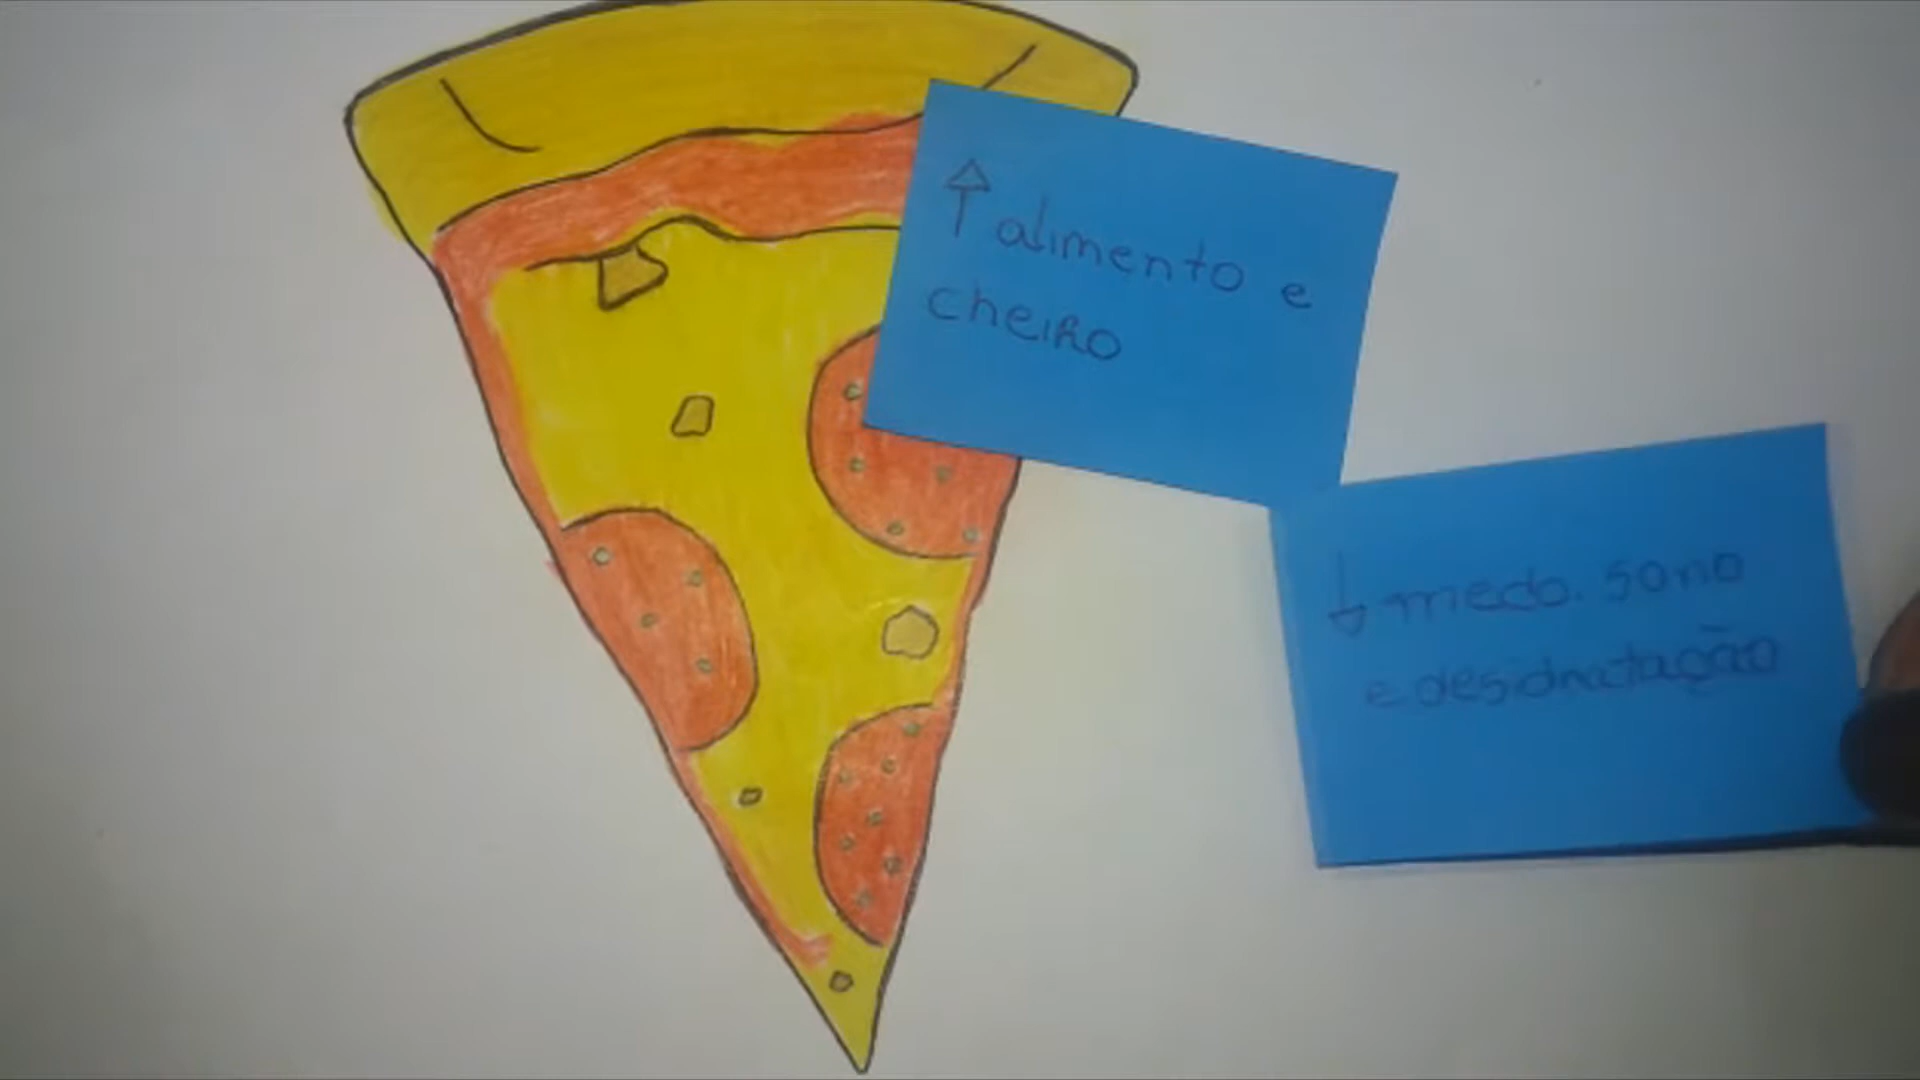 ↑ alimento e
cheiro
↓ medo. sono
e desidratação